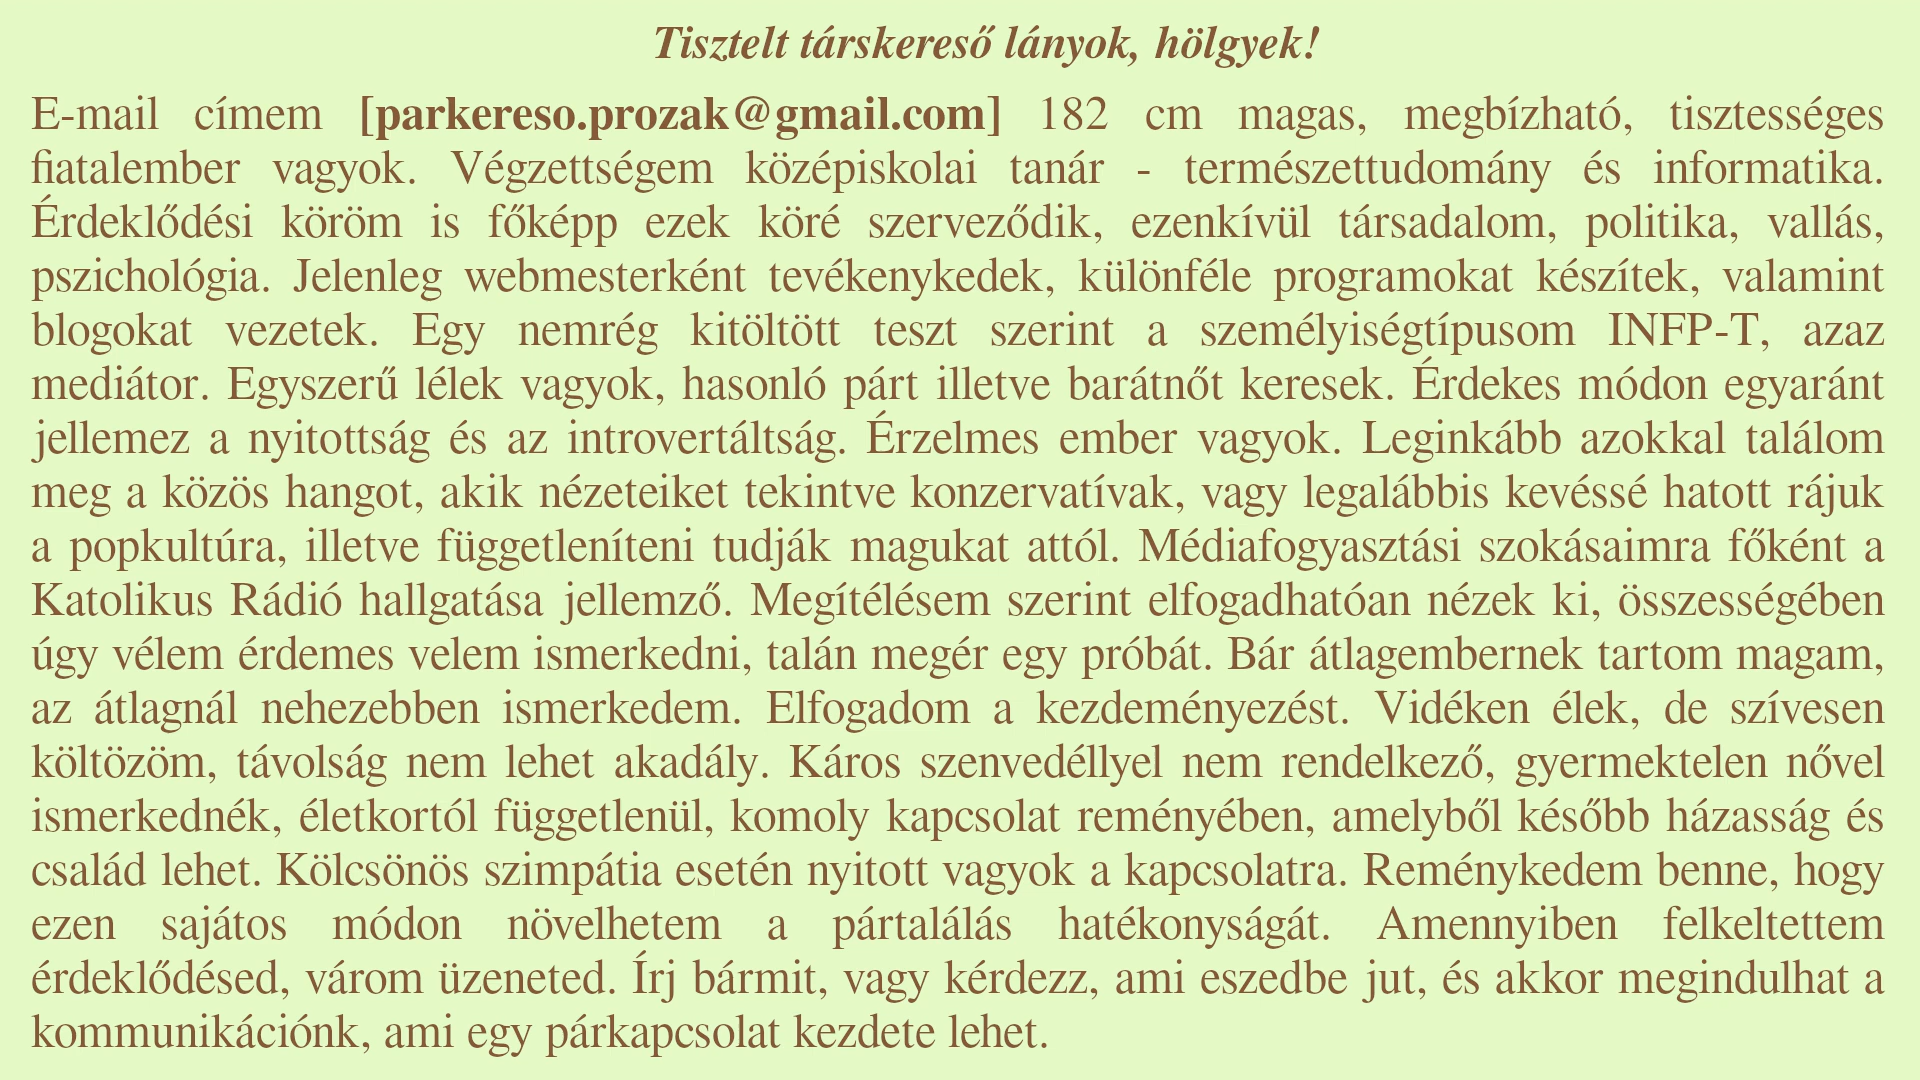 Tisztelt társkereső lányok, hölgyek!
E-mail címem [parkereso.prozak@gmail.com] 182 cm magas, megbízható, tisztességes
fiatalember vagyok. Végzettségem középiskolai tanár - természettudomány és informatika.
Érdeklődési köröm is főképp ezek köré szerveződik, ezenkívül társadalom, politika, vallás,
pszichológia. Jelenleg webmesterként tevékenykedek, különféle programokat készítek, valamint
blogokat vezetek. Egy nemrég kitöltött teszt szerint a személyiségtípusom INFP-T, azaz
mediátor. Egyszerű lélek vagyok, hasonló párt illetve barátnőt keresek. Érdekes módon egyaránt
jellemez a nyitottság és az introvertáltság. Érzelmes ember vagyok. Leginkább azokkal találom
meg a közös hangot, akik nézeteiket tekintve konzervatívak, vagy legalábbis kevéssé hatott rájuk
a popkultúra, illetve függetleníteni tudják magukat attól. Médiafogyasztási szokásaimra főként a
Katolikus Rádió hallgatása jellemző. Megítélésem szerint elfogadhatóan nézek ki, összességében
úgy vélem érdemes velem ismerkedni, talán megér egy próbát. Bár átlagembernek tartom magam,
az átlagnál nehezebben ismerkedem. Elfogadom a kezdeményezést. Vidéken élek, de szívesen
költözöm, távolság nem lehet akadály. Káros szenvedéllyel nem rendelkező, gyermektelen nővel
ismerkednék, életkortól függetlenül, komoly kapcsolat reményében, amelyből később házasság és
család lehet. Kölcsönös szimpátia esetén nyitott vagyok a kapcsolatra. Reménykedem benne, hogy
ezen sajátos módon növelhetem a pártalálás hatékonyságát. Amennyiben felkeltettem
érdeklődésed, várom üzeneted. Írj bármit, vagy kérdezz, ami eszedbe jut, és akkor megindulhat a
kommunikációnk, ami egy párkapcsolat kezdete lehet.